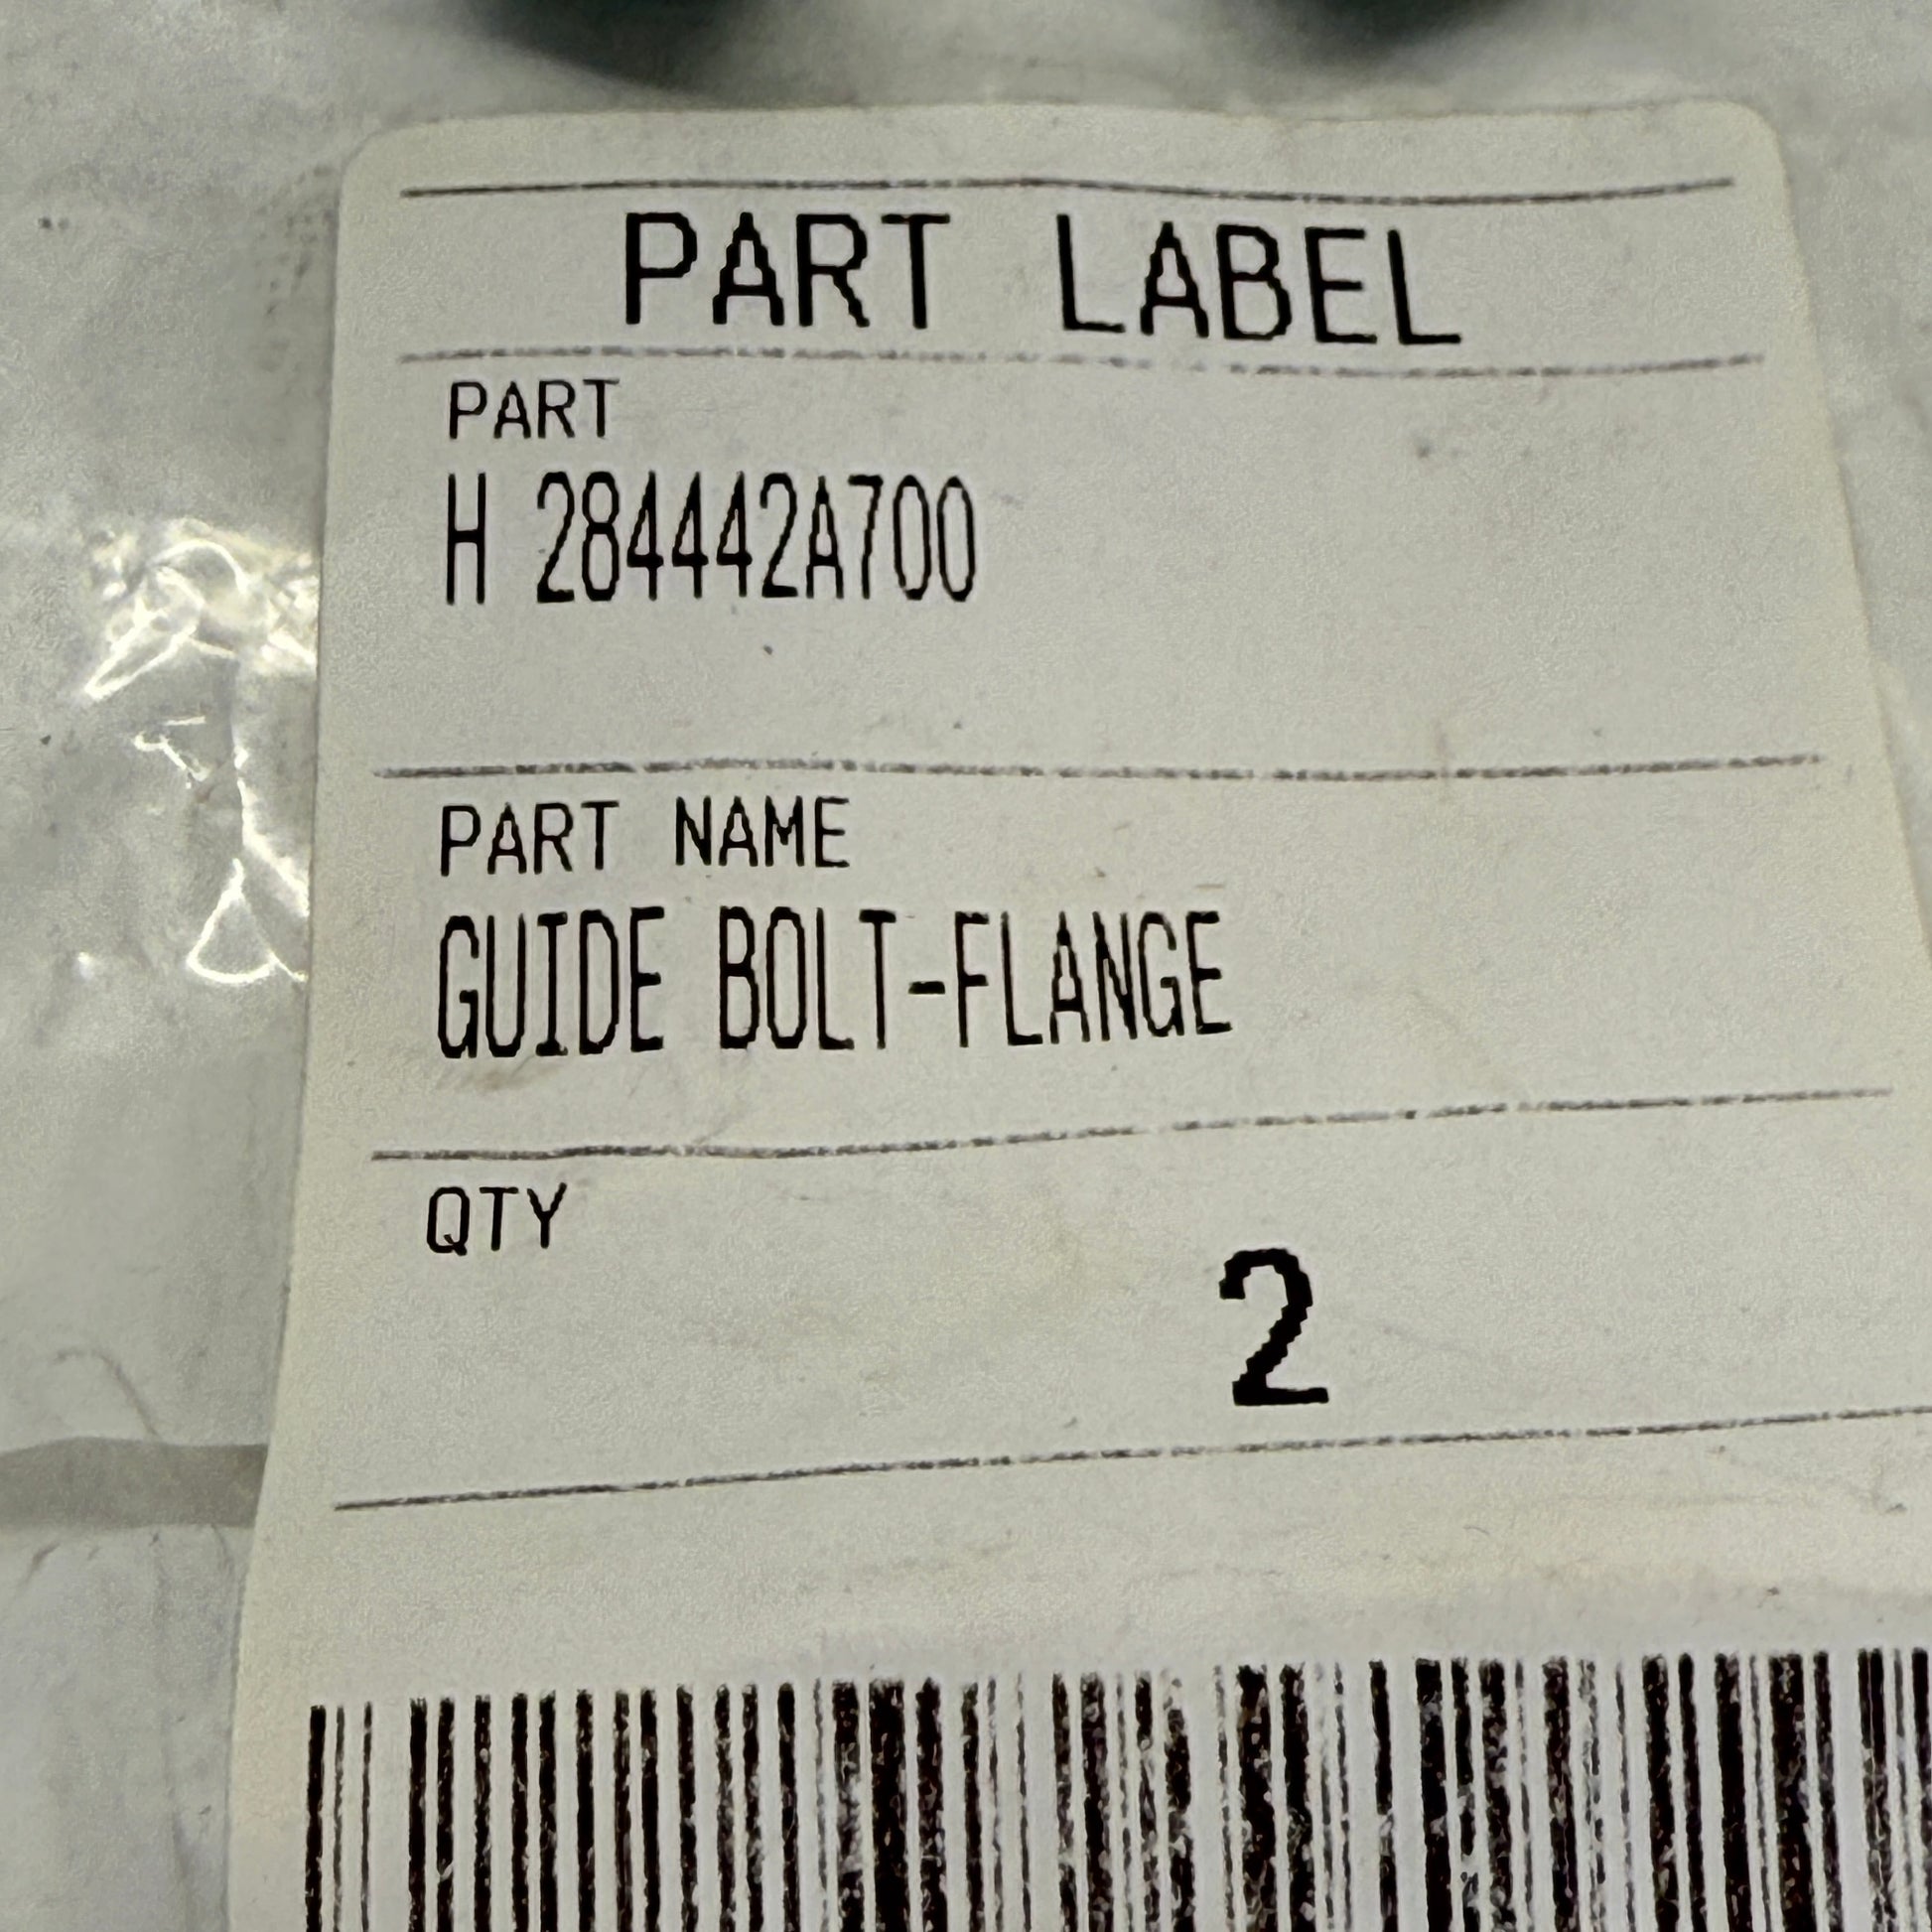 PART LABEL
PART
H 284442A700
PART NAME
GUIDE BOLT-FLANGE
QTY
2